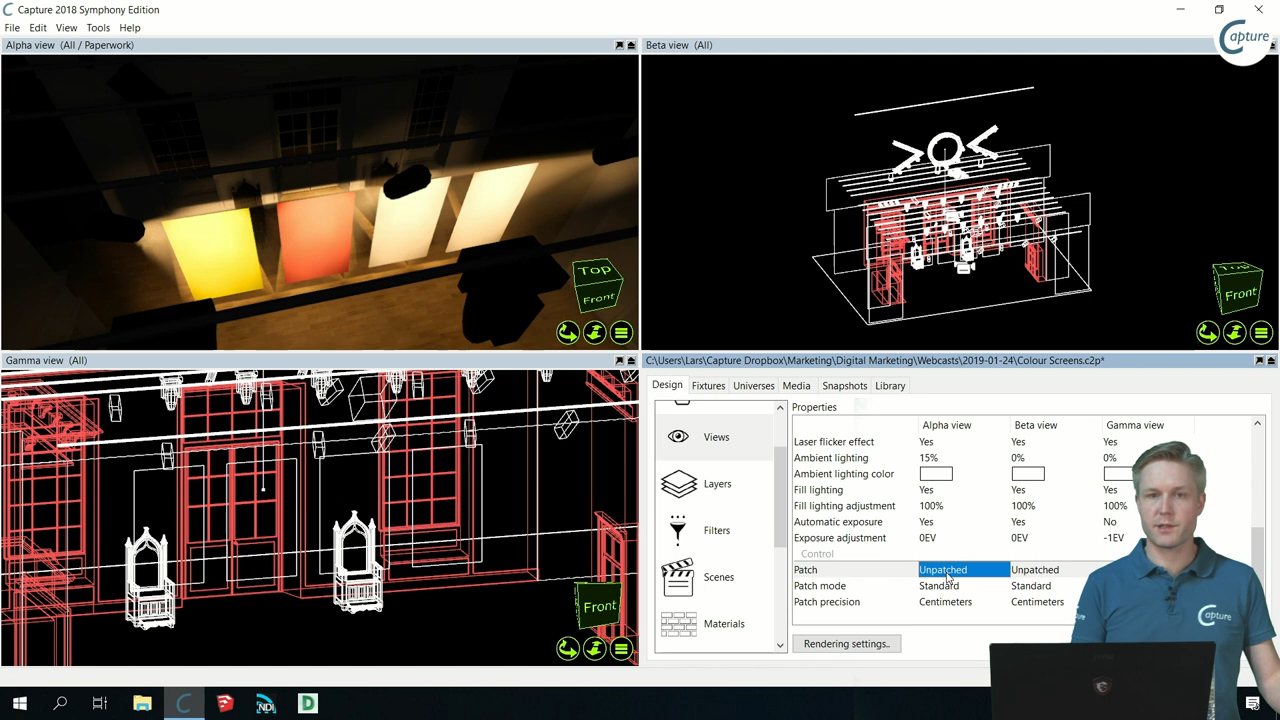 Capture 2018 Symphony Edition
File Edit View Tools Help
Capture
Alpha view (All / Paperwork)
Beta view (All)
Top
Front
Front
Gamma view (All)
C:\Users\Lars\Capture Dropbox\Marketing\Digital Marketing\Webcasts\2019-01-24\Colour Screens.c2p*
Design Fixtures Universes Media Snapshots Library
Properties
Views
Layers
Filters
Scenes
Materials
Alpha view Beta view Gamma view
Laser flicker effect Yes Yes Yes
Ambient lighting 15% 0% 0%
Ambient lighting color
Fill lighting Yes Yes Yes
Fill lighting adjustment 100% 100% 100%
Automatic exposure Yes Yes No
Exposure adjustment 0EV 0EV -1EV
Control
Patch Unpatched Unpatched
Patch mode Standard Standard
Patch precision Centimeters Centimeters
Rendering settings..
Front
Capture
NDI
D